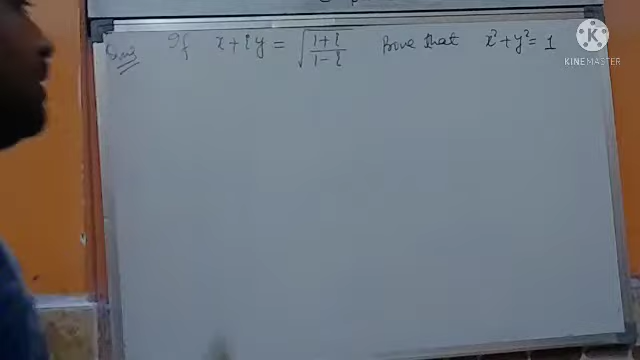 If x + iy = √(1+i / 1-i) Prove that x² + y² = 1
KINEMASTER